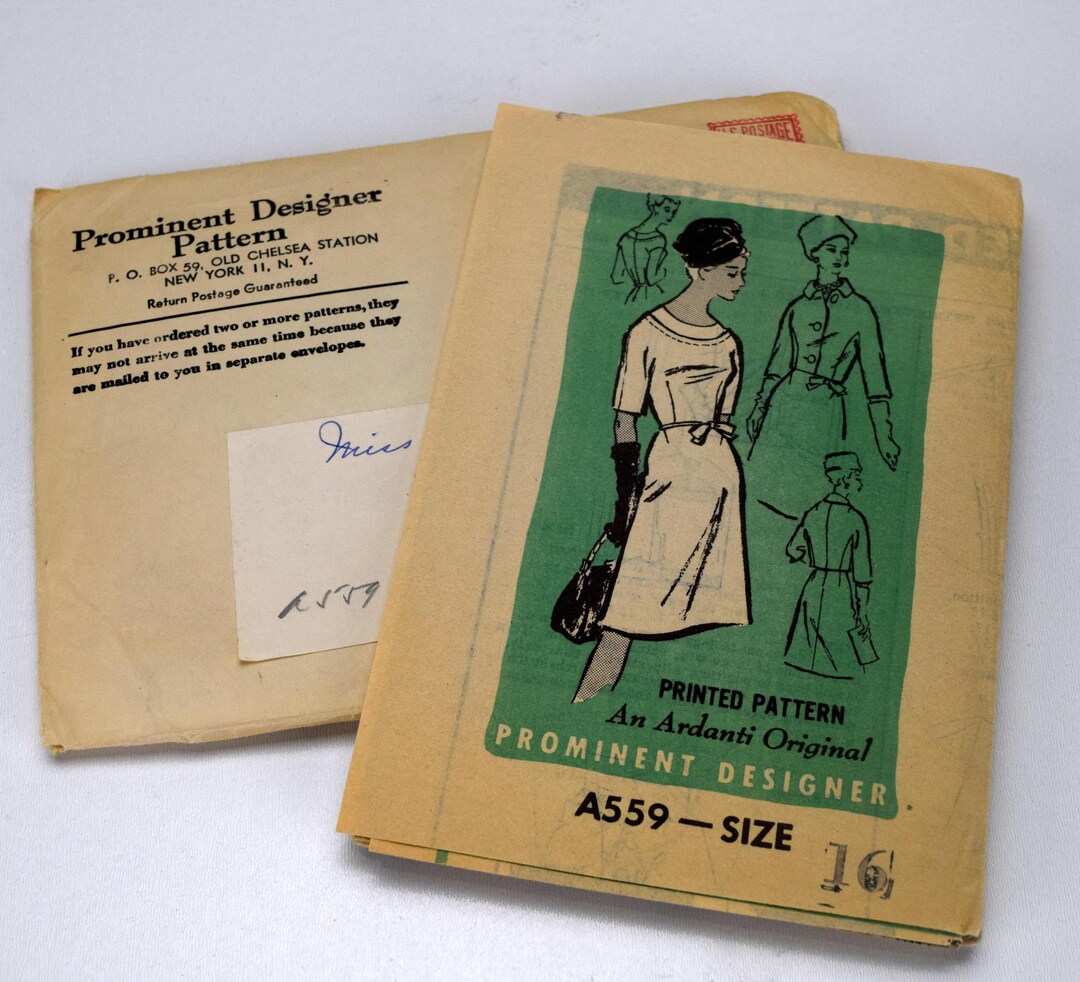 Prominent Designer
Pattern
P. O. BOX 59, OLD CHELSEA STATION
NEW YORK 11, N. Y.
Return Postage Guaranteed
If you have ordered two or more patterns, they
may not arrive at the same time because they
are mailed to you in separate envelopes.
Miss
A559
U.S. POSTAGE
PRINTED PATTERN
An Ardanti Original
PROMINENT DESIGNER
A559 — SIZE
16